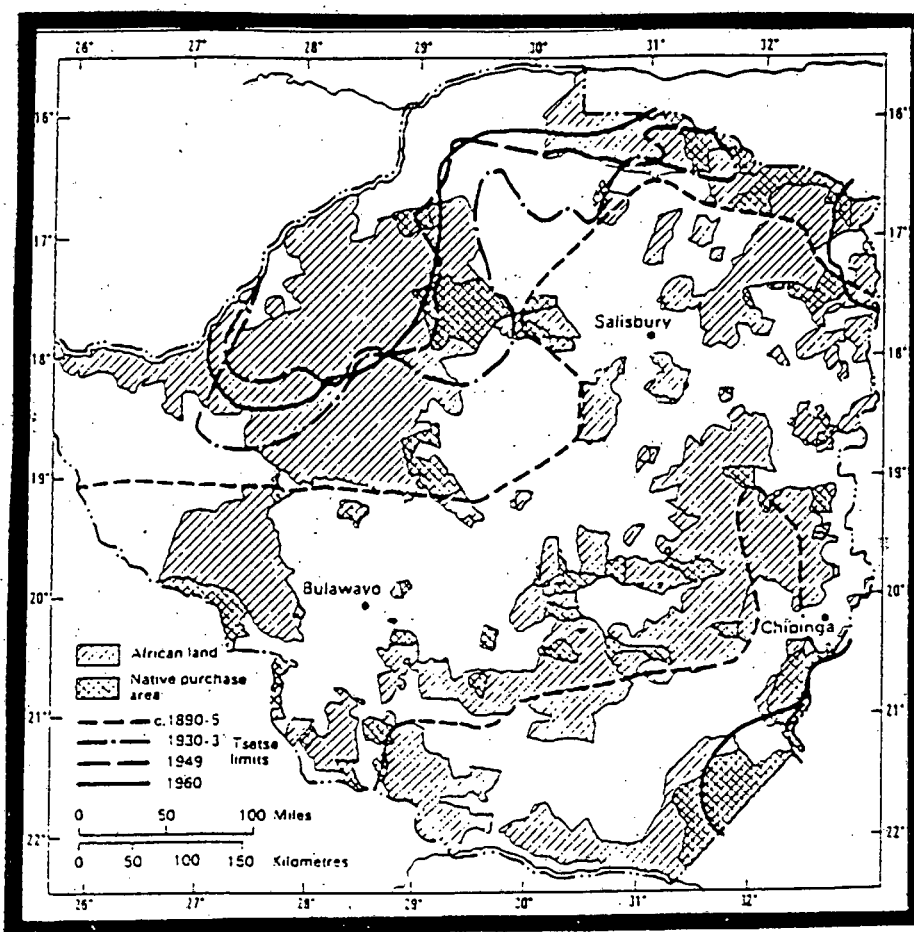 26° 27° 28° 29° 30° 31° 32°
16° 16°
17° 17°
Salisbury
18° 18°
19° 19°
Bulawayo
20° 20°
Chipinga
African land
Native purchase
area
21° 21°
c.1890-5
1930-3 Tsetse
1949 limits
1960
0 50 100 Miles
22° 22°
0 50 100 150 Kilometres
26° 27° 28° 29° 30° 31° 32°